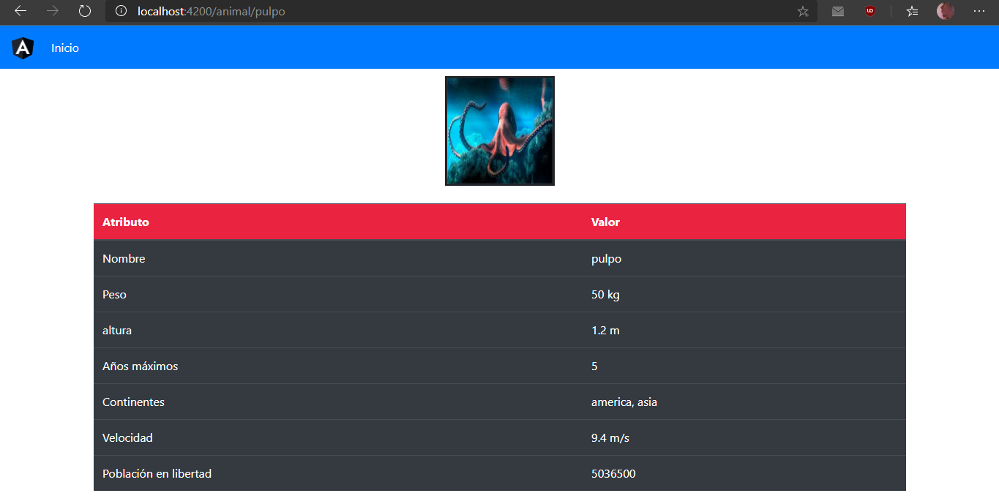 localhost:4200/animal/pulpo
A Inicio
Atributo Valor
Nombre pulpo
Peso 50 kg
altura 1.2 m
Años máximos 5
Continentes america, asia
Velocidad 9.4 m/s
Población en libertad 5036500